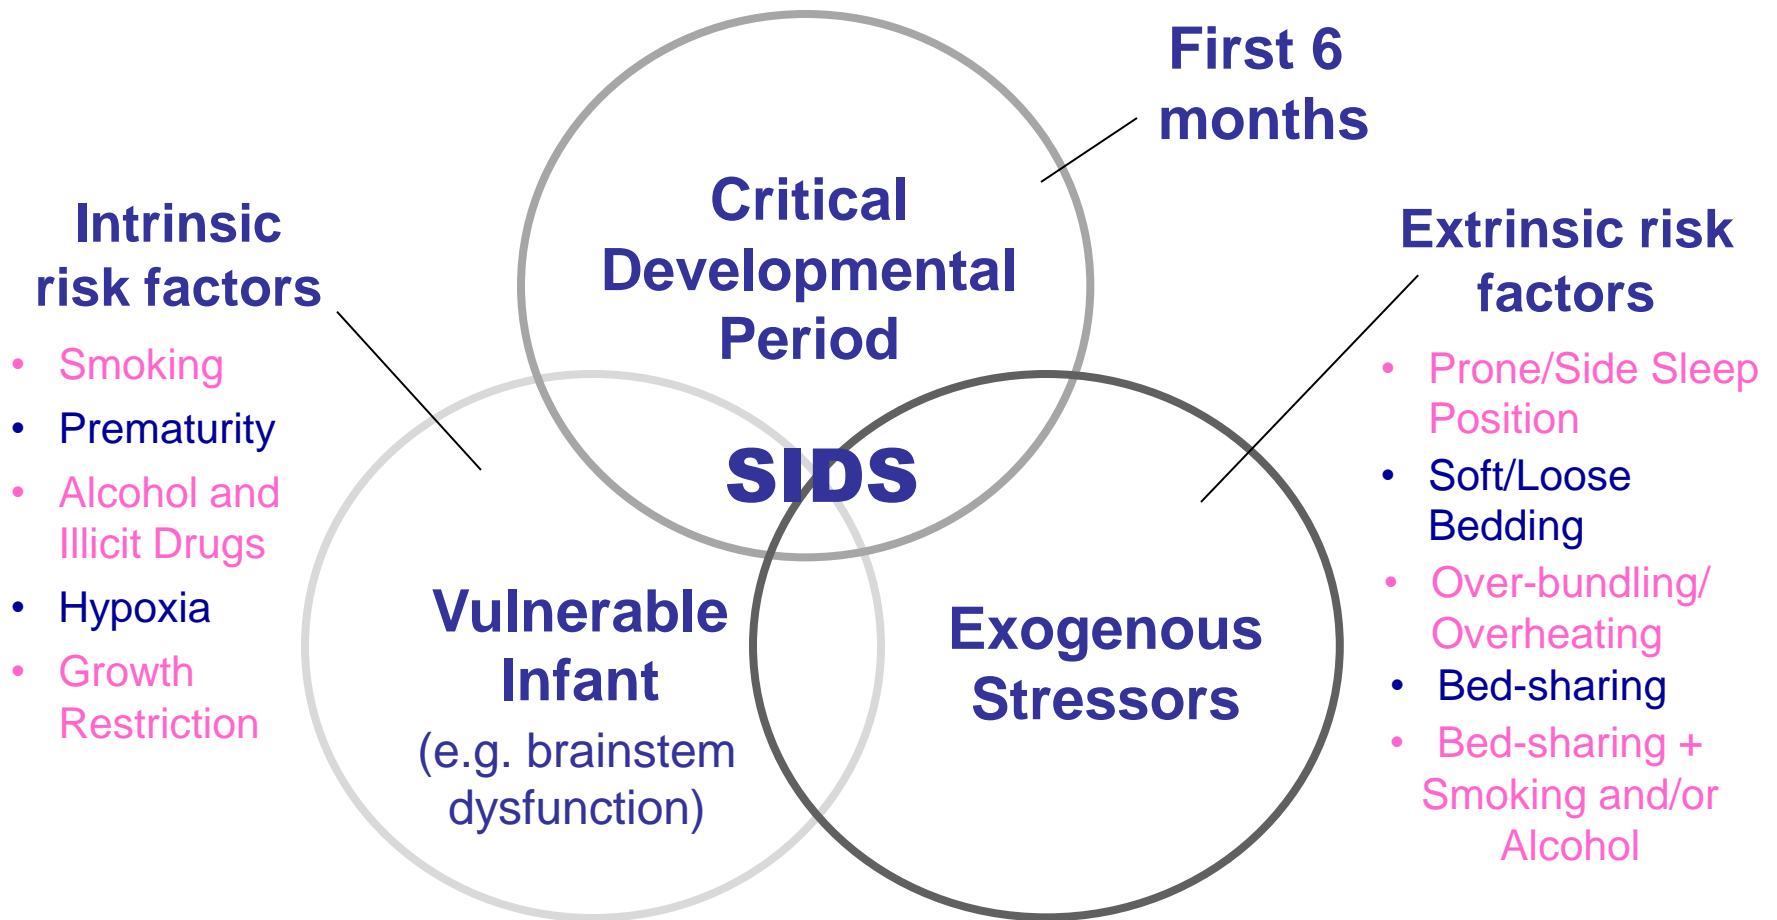 First 6
months
Critical
Developmental
Period
Intrinsic
risk factors
• Smoking
• Prematurity
• Alcohol and
Illicit Drugs
• Hypoxia
• Growth
Restriction
Extrinsic risk
factors
• Prone/Side Sleep
Position
• Soft/Loose
Bedding
• Over-bundling/
Overheating
• Bed-sharing
• Bed-sharing +
Smoking and/or
Alcohol
SIDS
Vulnerable
Infant
(e.g. brainstem
dysfunction)
Exogenous
Stressors